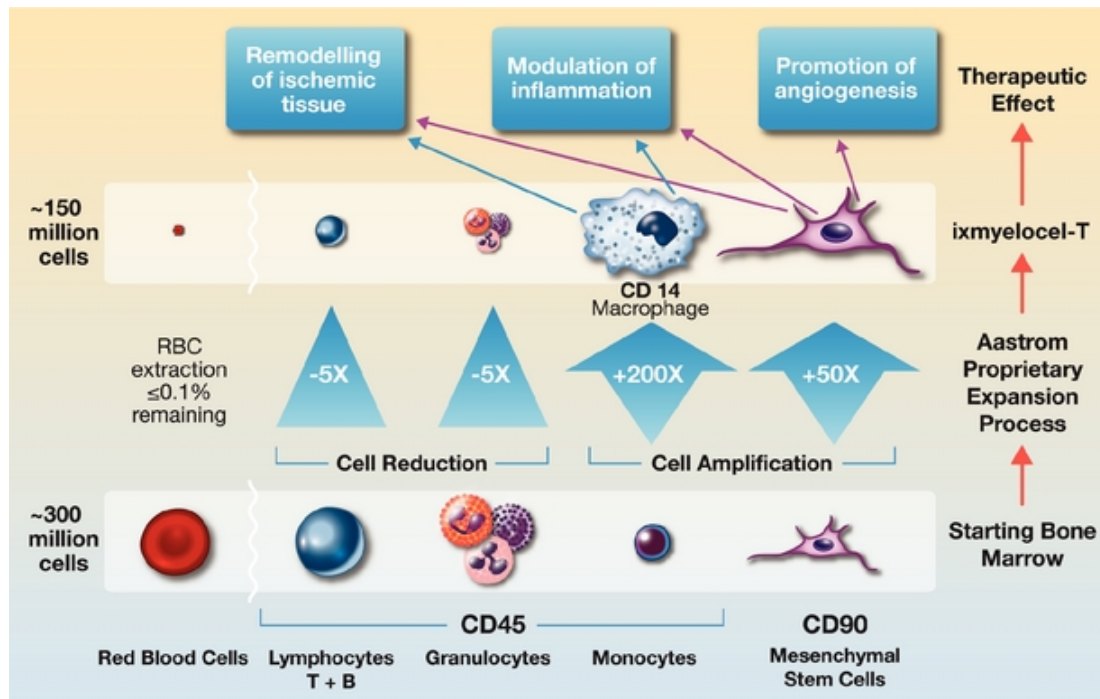 Remodelling
of ischemic
tissue
Modulation of
inflammation
Promotion of
angiogenesis
Therapeutic
Effect
~150
million
cells
ixmyelocel-T
CD 14
Macrophage
RBC
extraction
≤0.1%
remaining
-5X
-5X
+200X
+50X
Aastrom
Proprietary
Expansion
Process
Cell Reduction
Cell Amplification
~300
million
cells
Starting Bone
Marrow
CD45
CD90
Red Blood Cells
Lymphocytes
T + B
Granulocytes
Monocytes
Mesenchymal
Stem Cells